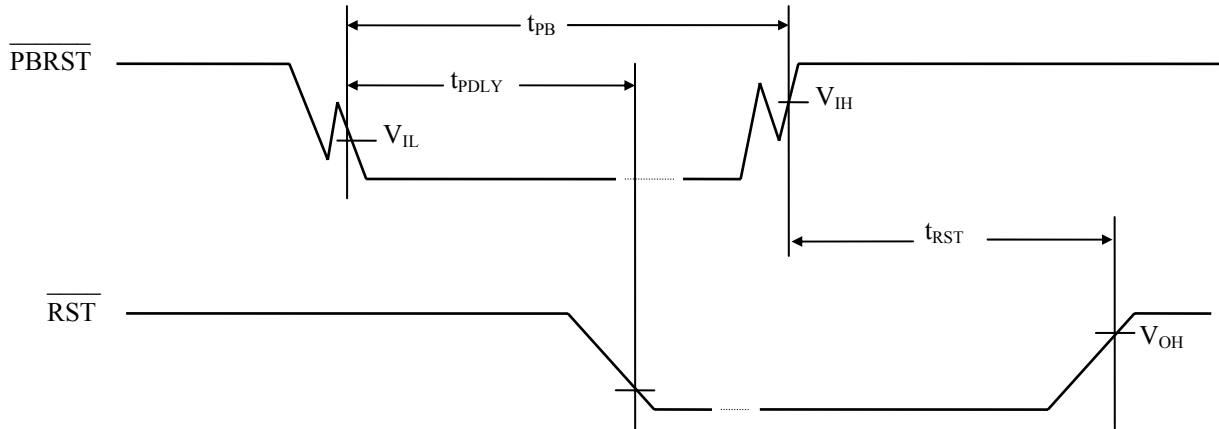 t_PB
PBRST
t_PDLY
V_IH
V_IL
t_RST
RST
V_OH